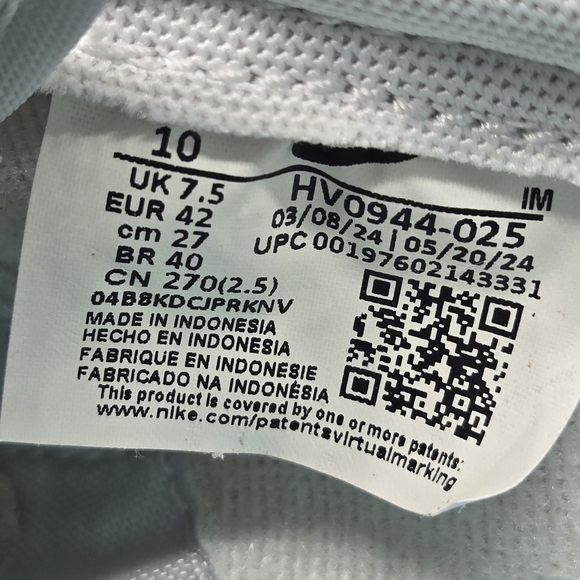 10
UK 7.5
EUR 42
cm 27
BR 40
CN 270(2.5)
04B8KDCJPRKNV
MADE IN INDONESIA
HECHO EN INDONESIA
FABRIQUE EN INDONESIE
FABRICADO NA INDONÉSIA
IM
HV0944-025
03/08/24 | 05/20/24
UPC 00197602143331
This product is covered by one or more patents:
www.nike.com/patentsvirtualmarking